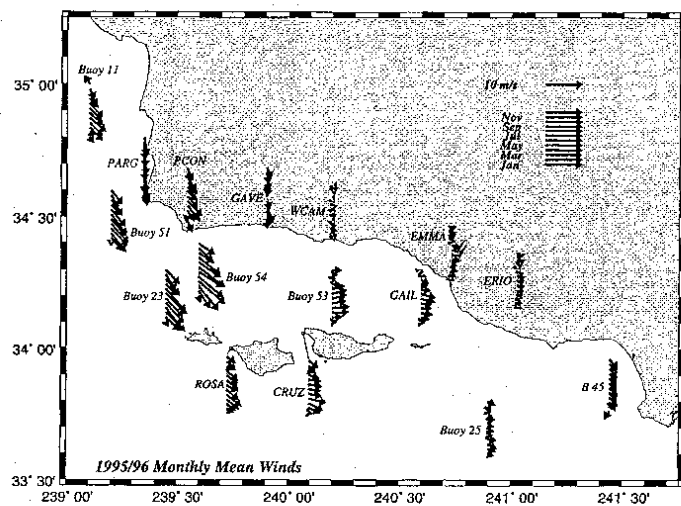 35° 00'
34° 30'
34° 00'
33° 30'
239° 00'
239° 30'
240° 00'
240° 30'
241° 00'
241° 30'
Buoy 11
10 m/s
Nov
Sep
Jul
May
Mar
Jan
PARG
PCON
GAVE
WCAM
EMMA
ERIO
Buoy 51
Buoy 54
Buoy 23
Buoy 53
GAIL
ROSA
CRUZ
B 45
Buoy 25
1995/96 Monthly Mean Winds